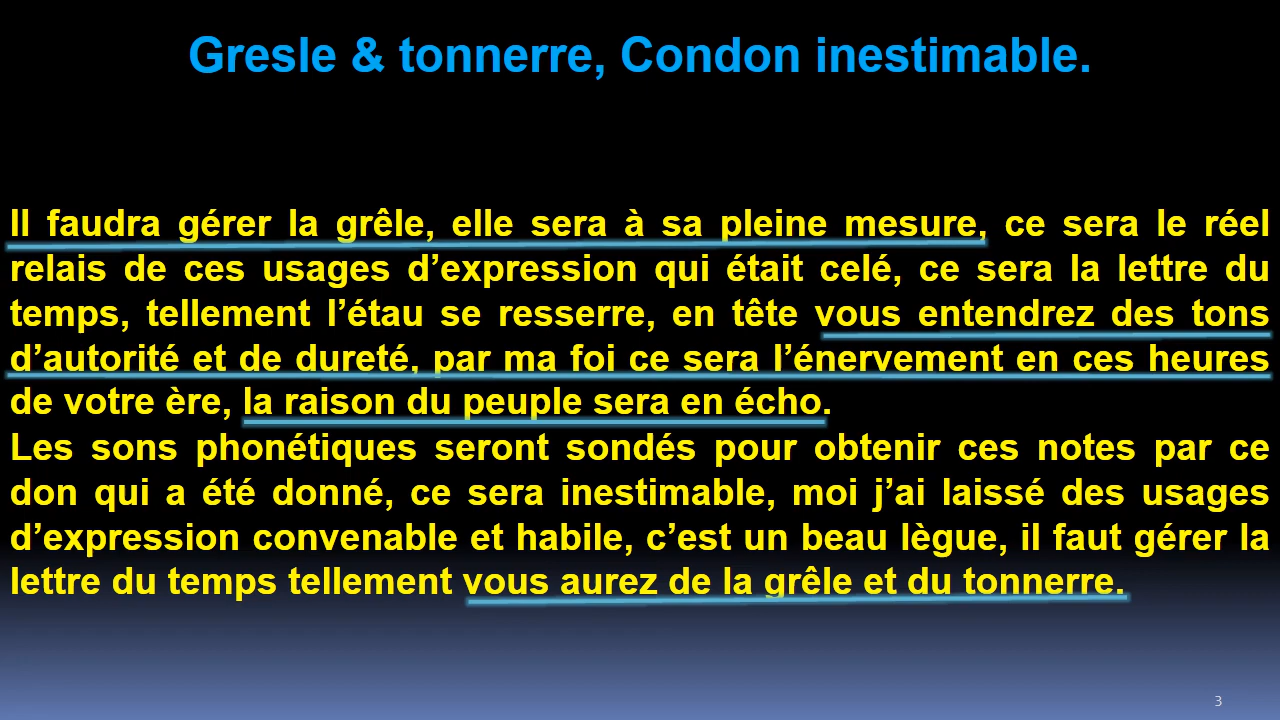 Gresle & tonnerre, Condon inestimable.
Il faudra gérer la grêle, elle sera à sa pleine mesure, ce sera le réel
relais de ces usages d’expression qui était celé, ce sera la lettre du
temps, tellement l’étau se resserre, en tête vous entendrez des tons
d’autorité et de dureté, par ma foi ce sera l’énervement en ces heures
de votre ère, la raison du peuple sera en écho.
Les sons phonétiques seront sondés pour obtenir ces notes par ce
don qui a été donné, ce sera inestimable, moi j’ai laissé des usages
d’expression convenable et habile, c’est un beau lègue, il faut gérer la
lettre du temps tellement vous aurez de la grêle et du tonnerre.
3